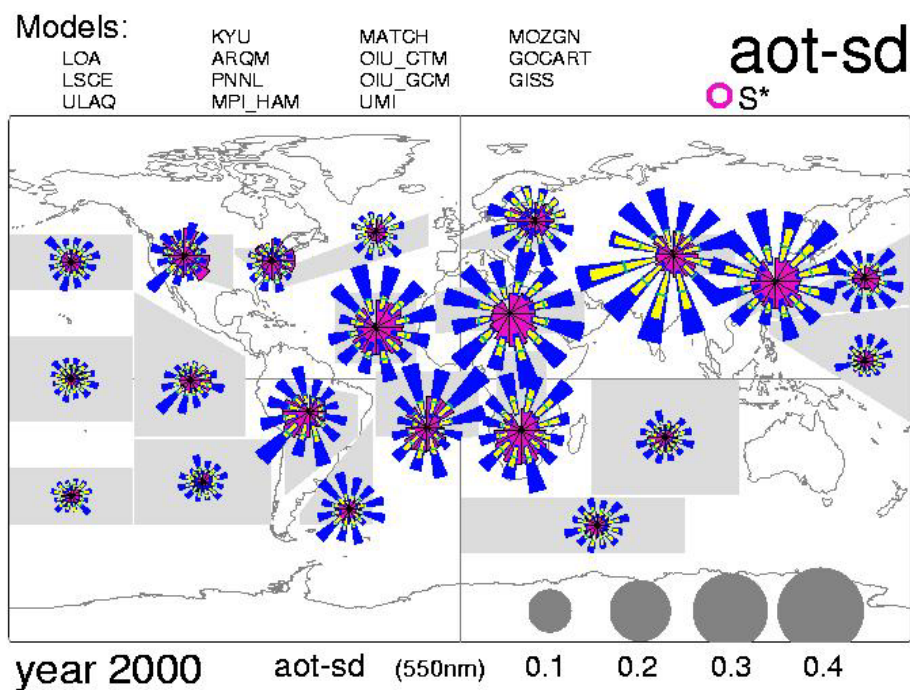 Models:
KYU MATCH MOZGN
LOA ARQM OIU_CTM GOCART
LSCE PNNL OIU_GCM GISS
ULAQ MPI_HAM UMI
aot-sd
S*
year 2000 aot-sd (550nm) 0.1 0.2 0.3 0.4